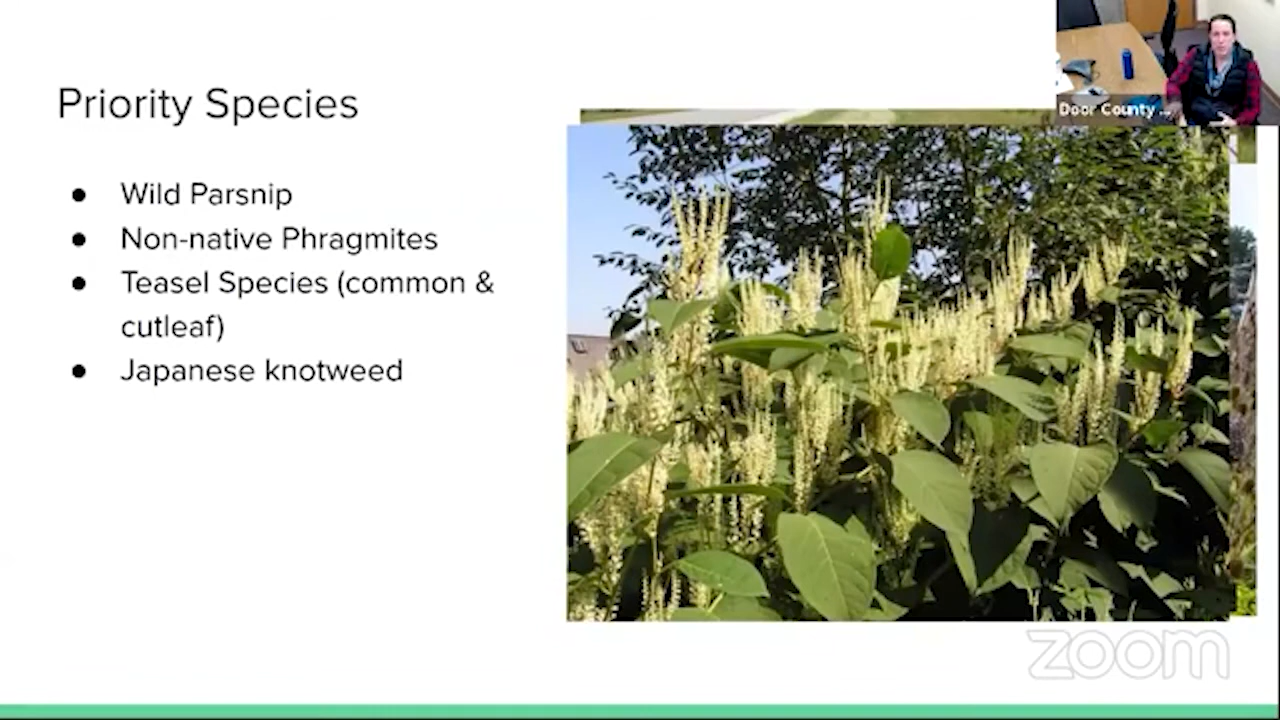 Door County ...
Priority Species
● Wild Parsnip
● Non-native Phragmites
● Teasel Species (common &
cutleaf)
● Japanese knotweed
zoom